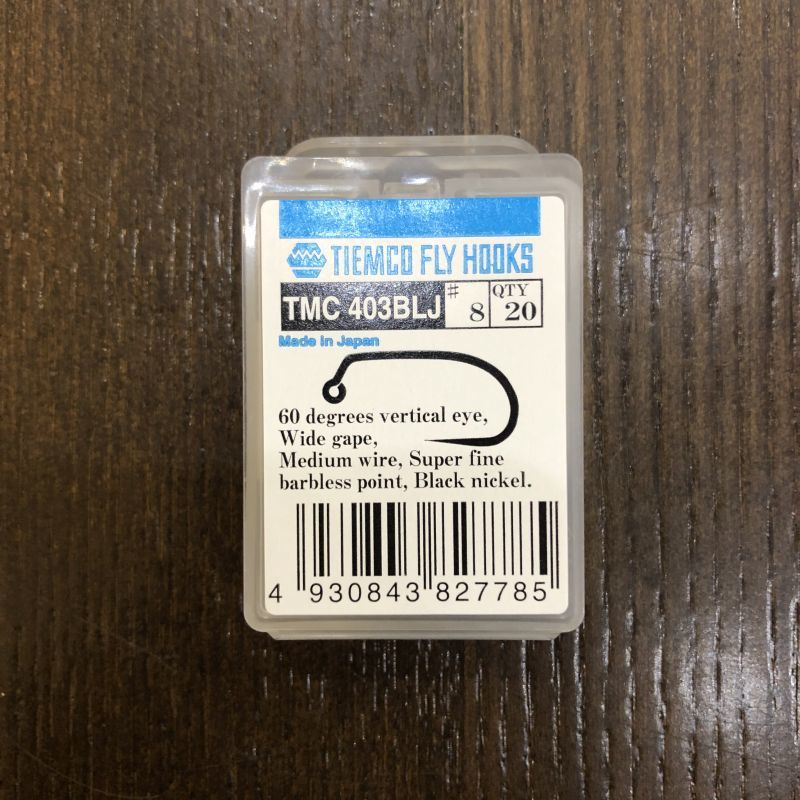 TIEMCO FLY HOOKS
TMC 403BLJ # 8 QTY 20
Made in Japan
60 degrees vertical eye,
Wide gape,
Medium wire, Super fine
barbless point, Black nickel.
4 930843 827785